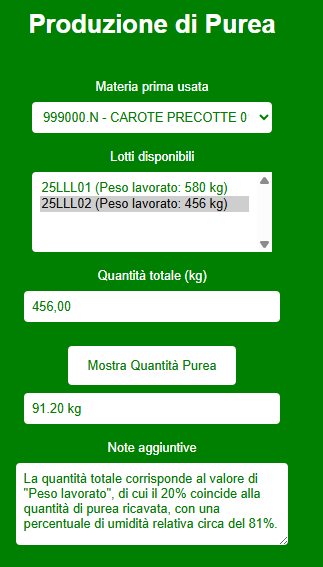 Produzione di Purea
Materia prima usata
999000.N - CAROTE PRECOTTE 0
Lotti disponibili
25LLL01 (Peso lavorato: 580 kg)
25LLL02 (Peso lavorato: 456 kg)
Quantità totale (kg)
456,00
Mostra Quantità Purea
91.20 kg
Note aggiuntive
La quantità totale corrisponde al valore di
"Peso lavorato", di cui il 20% coincide alla
quantità di purea ricavata, con una
percentuale di umidità relativa circa del 81%.